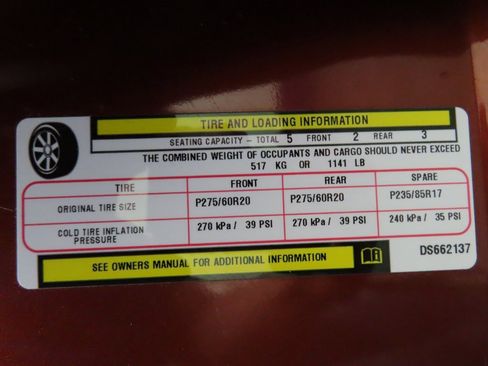 TIRE AND LOADING INFORMATION
SEATING CAPACITY - TOTAL 5 FRONT 2 REAR 3
THE COMBINED WEIGHT OF OCCUPANTS AND CARGO SHOULD NEVER EXCEED
517 KG OR 1141 LB
TIRE FRONT REAR SPARE
ORIGINAL TIRE SIZE P275/60R20 P275/60R20 P235/85R17
COLD TIRE INFLATION PRESSURE 270 kPa / 39 PSI 270 kPa / 39 PSI 240 kPa / 35 PSI
SEE OWNERS MANUAL FOR ADDITIONAL INFORMATION
DS662137